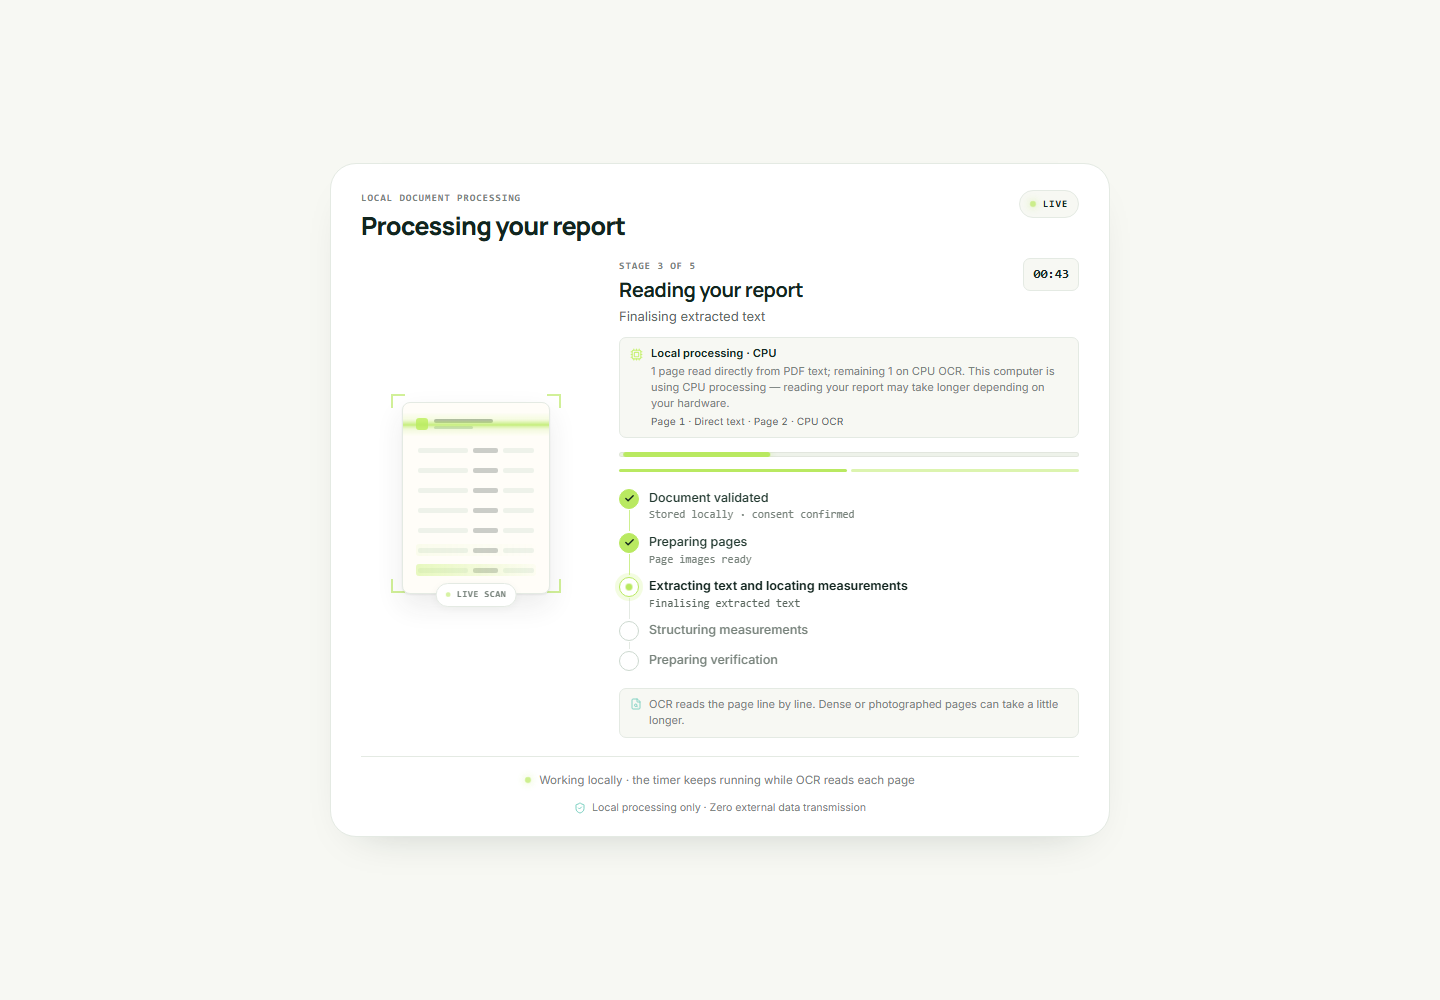 LOCAL DOCUMENT PROCESSING
Processing your report
LIVE
STAGE 3 OF 5
Reading your report
Finalising extracted text
00:43
Local processing · CPU
1 page read directly from PDF text; remaining 1 on CPU OCR. This computer is
using CPU processing — reading your report may take longer depending on
your hardware.
Page 1 · Direct text · Page 2 · CPU OCR
LIVE SCAN
Document validated
Stored locally · consent confirmed
Preparing pages
Page images ready
Extracting text and locating measurements
Finalising extracted text
Structuring measurements
Preparing verification
OCR reads the page line by line. Dense or photographed pages can take a little
longer.
Working locally · the timer keeps running while OCR reads each page
Local processing only · Zero external data transmission